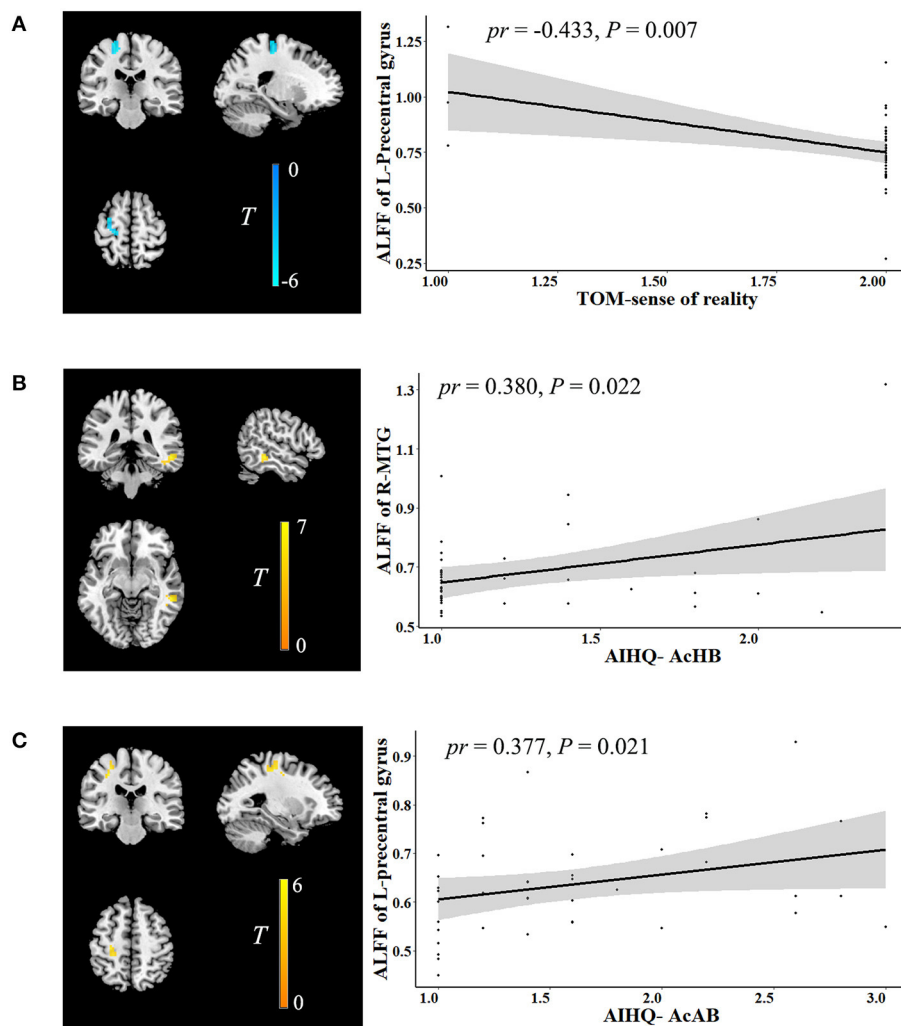 A
T
0
-6
pr = -0.433, P = 0.007
ALFF of L-Precentral gyrus
1.25
1.00
0.75
0.50
0.25
1.00 1.25 1.50 1.75 2.00
TOM-sense of reality
B
T
7
0
pr = 0.380, P = 0.022
ALFF of R-MTG
1.3
1.1
0.9
0.7
0.5
1.0 1.5 2.0
AIHQ- AcHB
C
T
6
0
pr = 0.377, P = 0.021
ALFF of L-precentral gyrus
0.9
0.8
0.7
0.6
0.5
1.0 1.5 2.0 2.5 3.0
AIHQ- AcAB